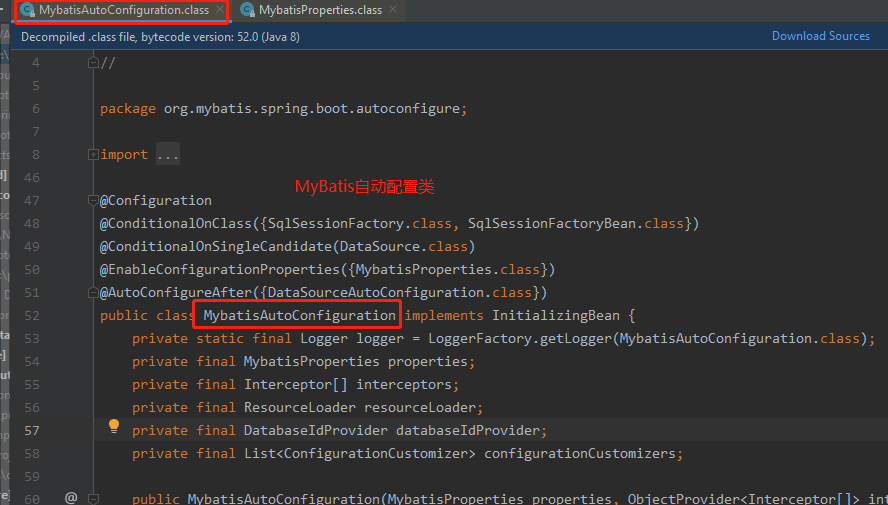 MybatisAutoConfiguration.class × MybatisProperties.class ×
Decompiled .class file, bytecode version: 52.0 (Java 8) Download Sources
4 //
5
6 package org.mybatis.spring.boot.autoconfigure;
7
8 import ...
46
MyBatis自动配置类
47 @Configuration
48 @ConditionalOnClass({SqlSessionFactory.class, SqlSessionFactoryBean.class})
49 @ConditionalOnSingleCandidate(DataSource.class)
50 @EnableConfigurationProperties({MybatisProperties.class})
51 @AutoConfigureAfter({DataSourceAutoConfiguration.class})
52 public class MybatisAutoConfiguration implements InitializingBean {
53 private static final Logger logger = LoggerFactory.getLogger(MybatisAutoConfiguration.class);
54 private final MybatisProperties properties;
55 private final Interceptor[] interceptors;
56 private final ResourceLoader resourceLoader;
57 private final DatabaseIdProvider databaseIdProvider;
58 private final List<ConfigurationCustomizer> configurationCustomizers;
59
60 @ public MybatisAutoConfiguration(MybatisProperties properties, ObjectProvider<Interceptor[]> int